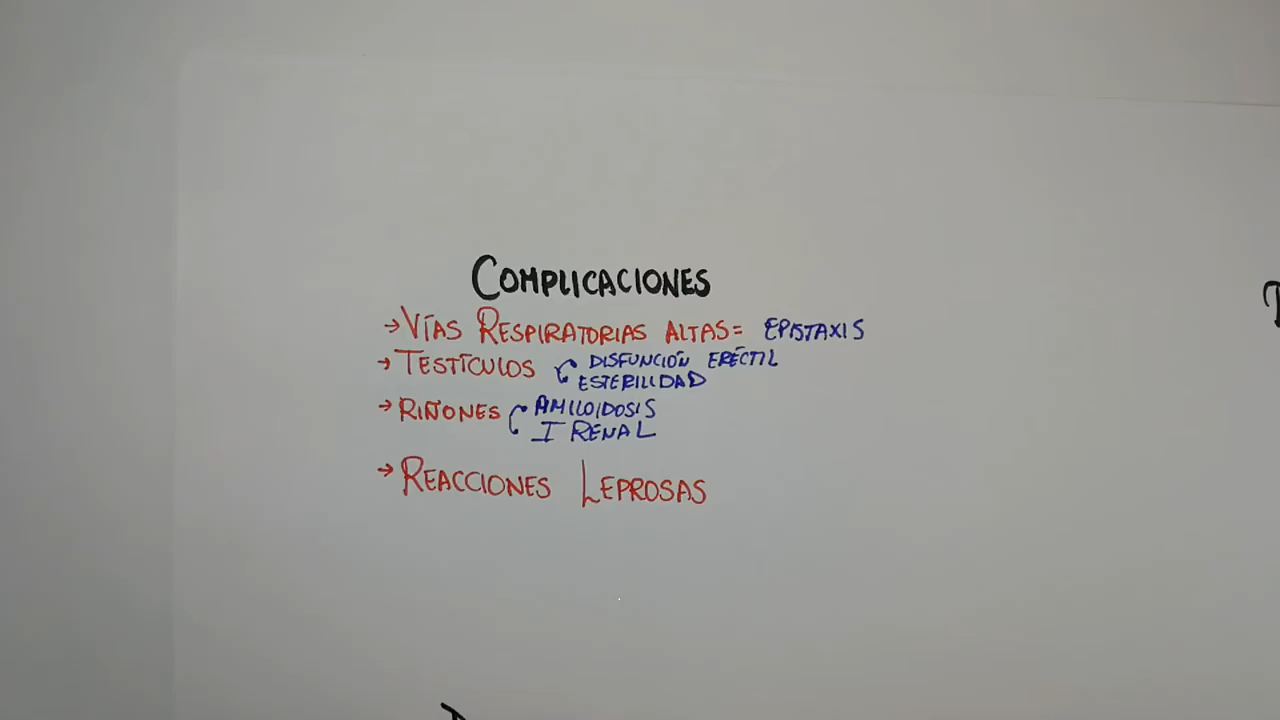 COMPLICACIONES
→ VÍAS RESPIRATORIAS ALTAS = EPISTAXIS
→ TESTÍCULOS DISFUNCIÓN ERÉCTIL
ESTERILIDAD
→ RIÑONES AMILOIDOSIS
I RENAL
→ REACCIONES LEPROSAS